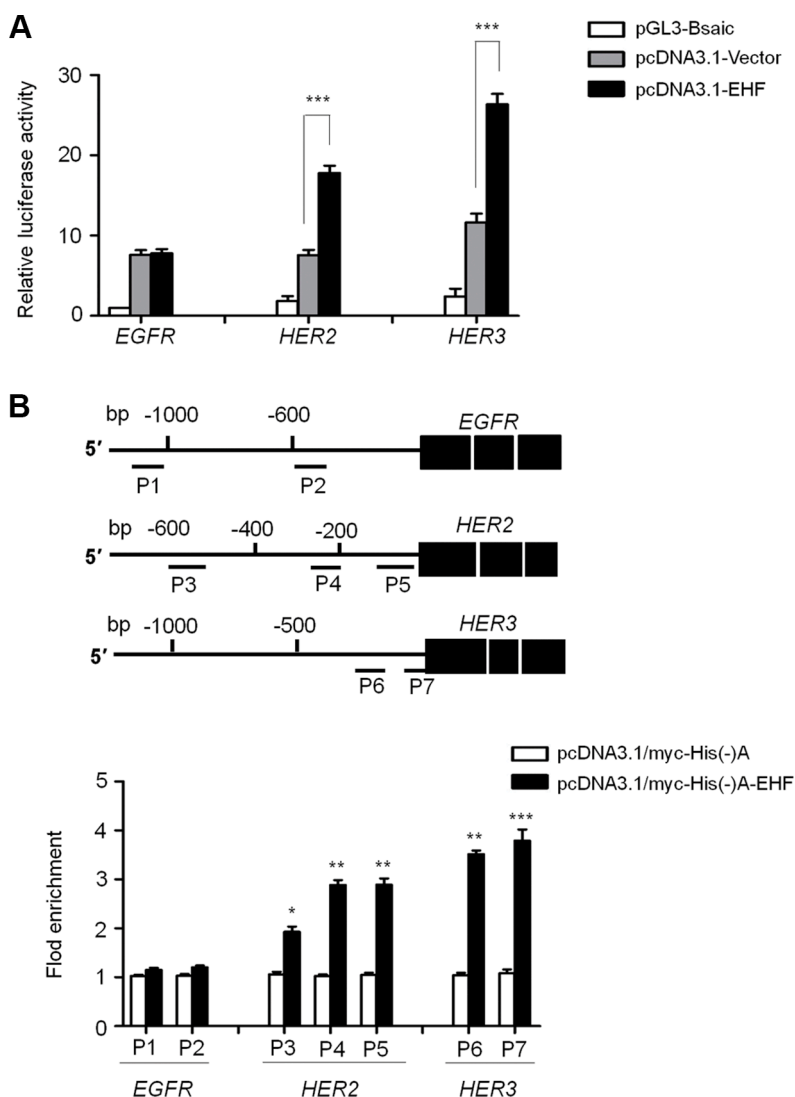 A
pGL3-Bsaic
pcDNA3.1-Vector
pcDNA3.1-EHF
***
***
Relative luciferase activity
30
20
10
0
EGFR
HER2
HER3
B
bp -1000 -600 EGFR
5′
P1 P2
bp -600 -400 -200 HER2
5′
P3 P4 P5
bp -1000 -500 HER3
5′
P6 P7
pcDNA3.1/myc-His(-)A
pcDNA3.1/myc-His(-)A-EHF
Flod enrichment
5
4
3
2
1
0
* ** ** ** ***
P1 P2 P3 P4 P5 P6 P7
EGFR HER2 HER3